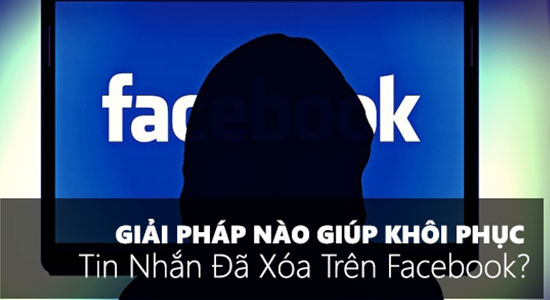 facebook
GIẢI PHÁP NÀO GIÚP KHÔI PHỤC
Tin Nhắn Đã Xóa Trên Facebook?